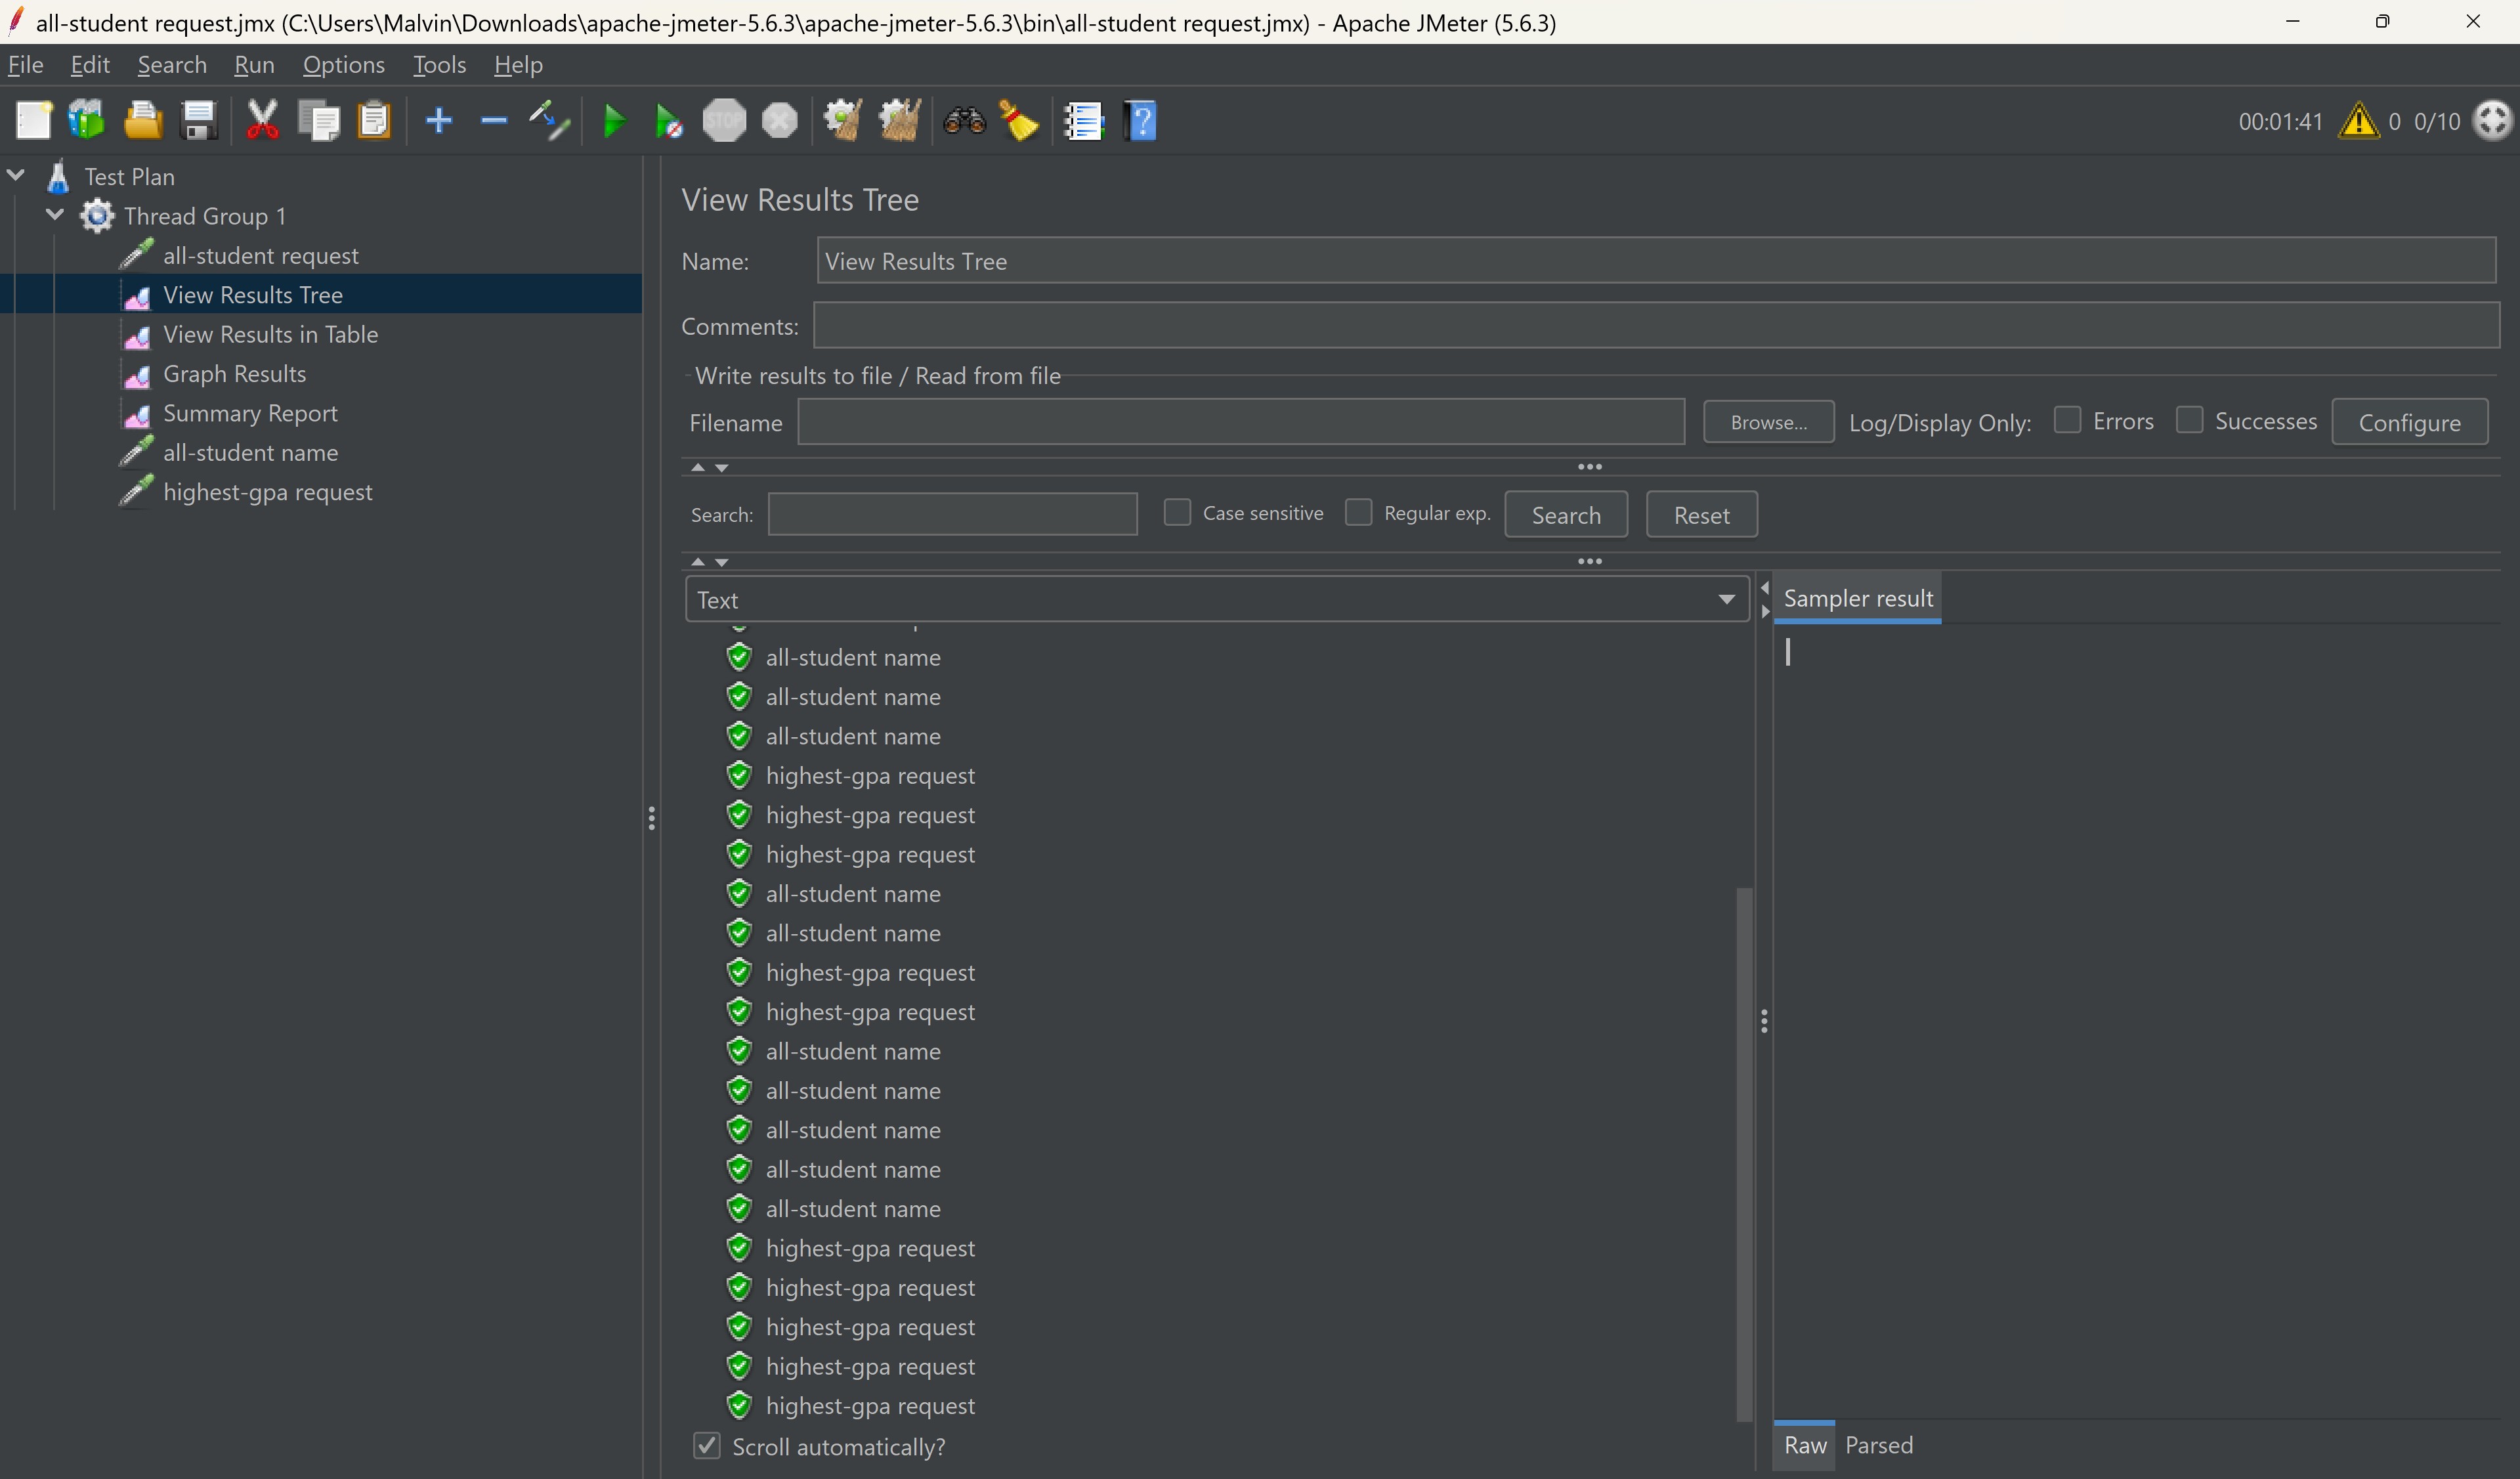 all-student request.jmx (C:\Users\Malvin\Downloads\apache-jmeter-5.6.3\apache-jmeter-5.6.3\bin\all-student request.jmx) - Apache JMeter (5.6.3)
File Edit Search Run Options Tools Help
STOP ? 00:01:41 0 0/10
Test Plan
Thread Group 1
all-student request
View Results Tree
View Results in Table
Graph Results
Summary Report
all-student name
highest-gpa request
View Results Tree
Name: View Results Tree
Comments:
Write results to file / Read from file
Filename Browse... Log/Display Only: Errors Successes Configure
Search: Case sensitive Regular exp. Search Reset
Text
all-student name
all-student name
all-student name
highest-gpa request
highest-gpa request
highest-gpa request
all-student name
all-student name
highest-gpa request
highest-gpa request
all-student name
all-student name
all-student name
all-student name
all-student name
highest-gpa request
highest-gpa request
highest-gpa request
highest-gpa request
highest-gpa request
Scroll automatically?
Sampler result
Raw Parsed